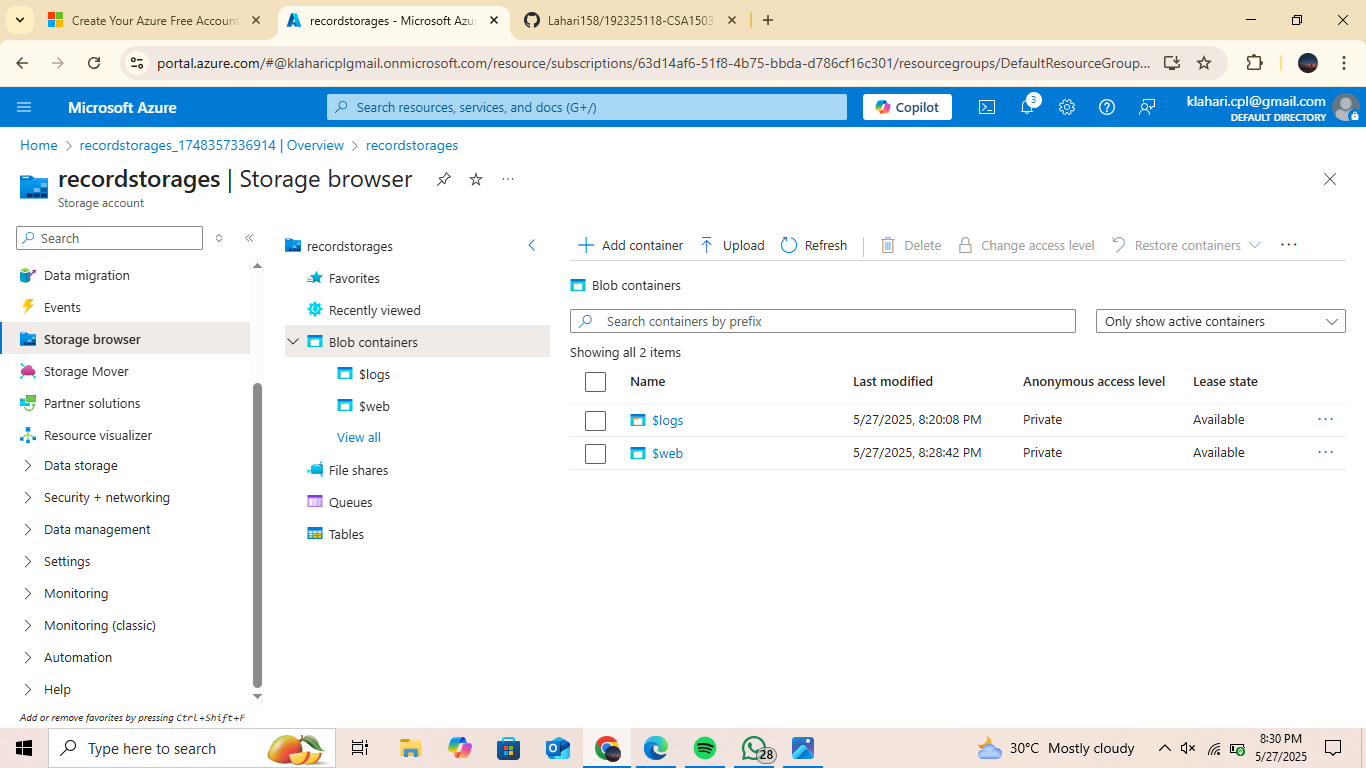 Create Your Azure Free Account
recordstorages - Microsoft Azu
Lahari158/192325118-CSA1503
portal.azure.com/#@klaharicplgmail.onmicrosoft.com/resource/subscriptions/63d14af6-51f8-4b75-bbda-d786cf16c301/resourcegroups/DefaultResourceGroup...
Microsoft Azure
Search resources, services, and docs (G+/)
Copilot
3
klahari.cpl@gmail.com
DEFAULT DIRECTORY
Home > recordstorages_1748357336914 | Overview > recordstorages
recordstorages | Storage browser
Storage account
Search
Data migration
Events
Storage browser
Storage Mover
Partner solutions
Resource visualizer
Data storage
Security + networking
Data management
Settings
Monitoring
Monitoring (classic)
Automation
Help
Add or remove favorites by pressing Ctrl+Shift+F
recordstorages
Favorites
Recently viewed
Blob containers
$logs
$web
View all
File shares
Queues
Tables
Add container Upload Refresh Delete Change access level Restore containers
Blob containers
Search containers by prefix
Only show active containers
Showing all 2 items
Name Last modified Anonymous access level Lease state
$logs 5/27/2025, 8:20:08 PM Private Available
$web 5/27/2025, 8:28:42 PM Private Available
Type here to search
28
30°C Mostly cloudy
8:30 PM
5/27/2025